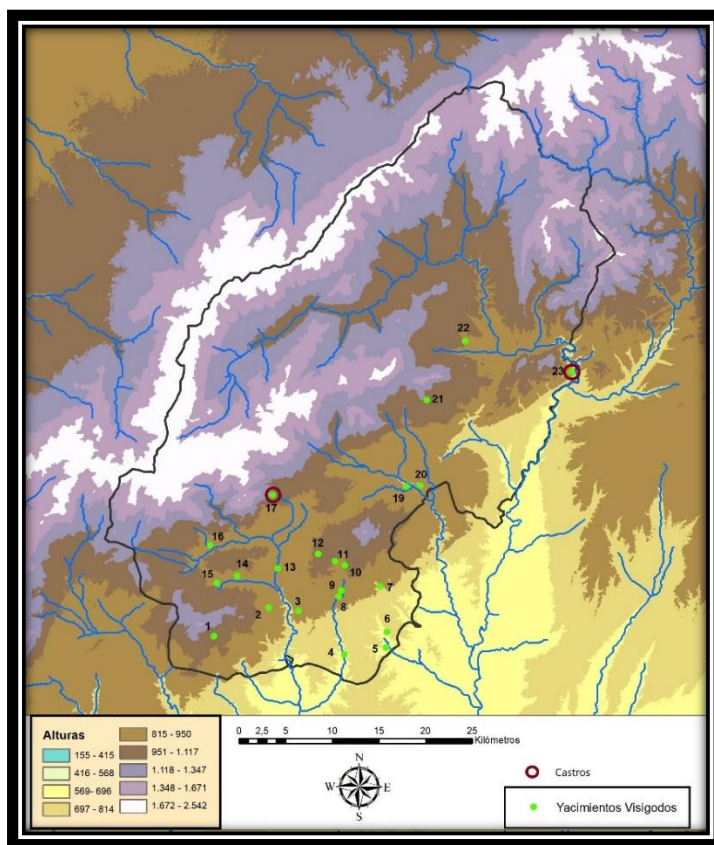 22
23
21
20
19
17
16
12
11
13
10
14
15
9
7
2
3
8
6
1
4
5
Alturas
155 - 415
416 - 568
569- 696
697 - 814
815 - 950
951 - 1.117
1.118 - 1.347
1.348 - 1.671
1.672 - 2.542
0 2,5 5 10 15 20 25
Kilómetros
N
W E
S
Castros
Yacimientos Visigodos